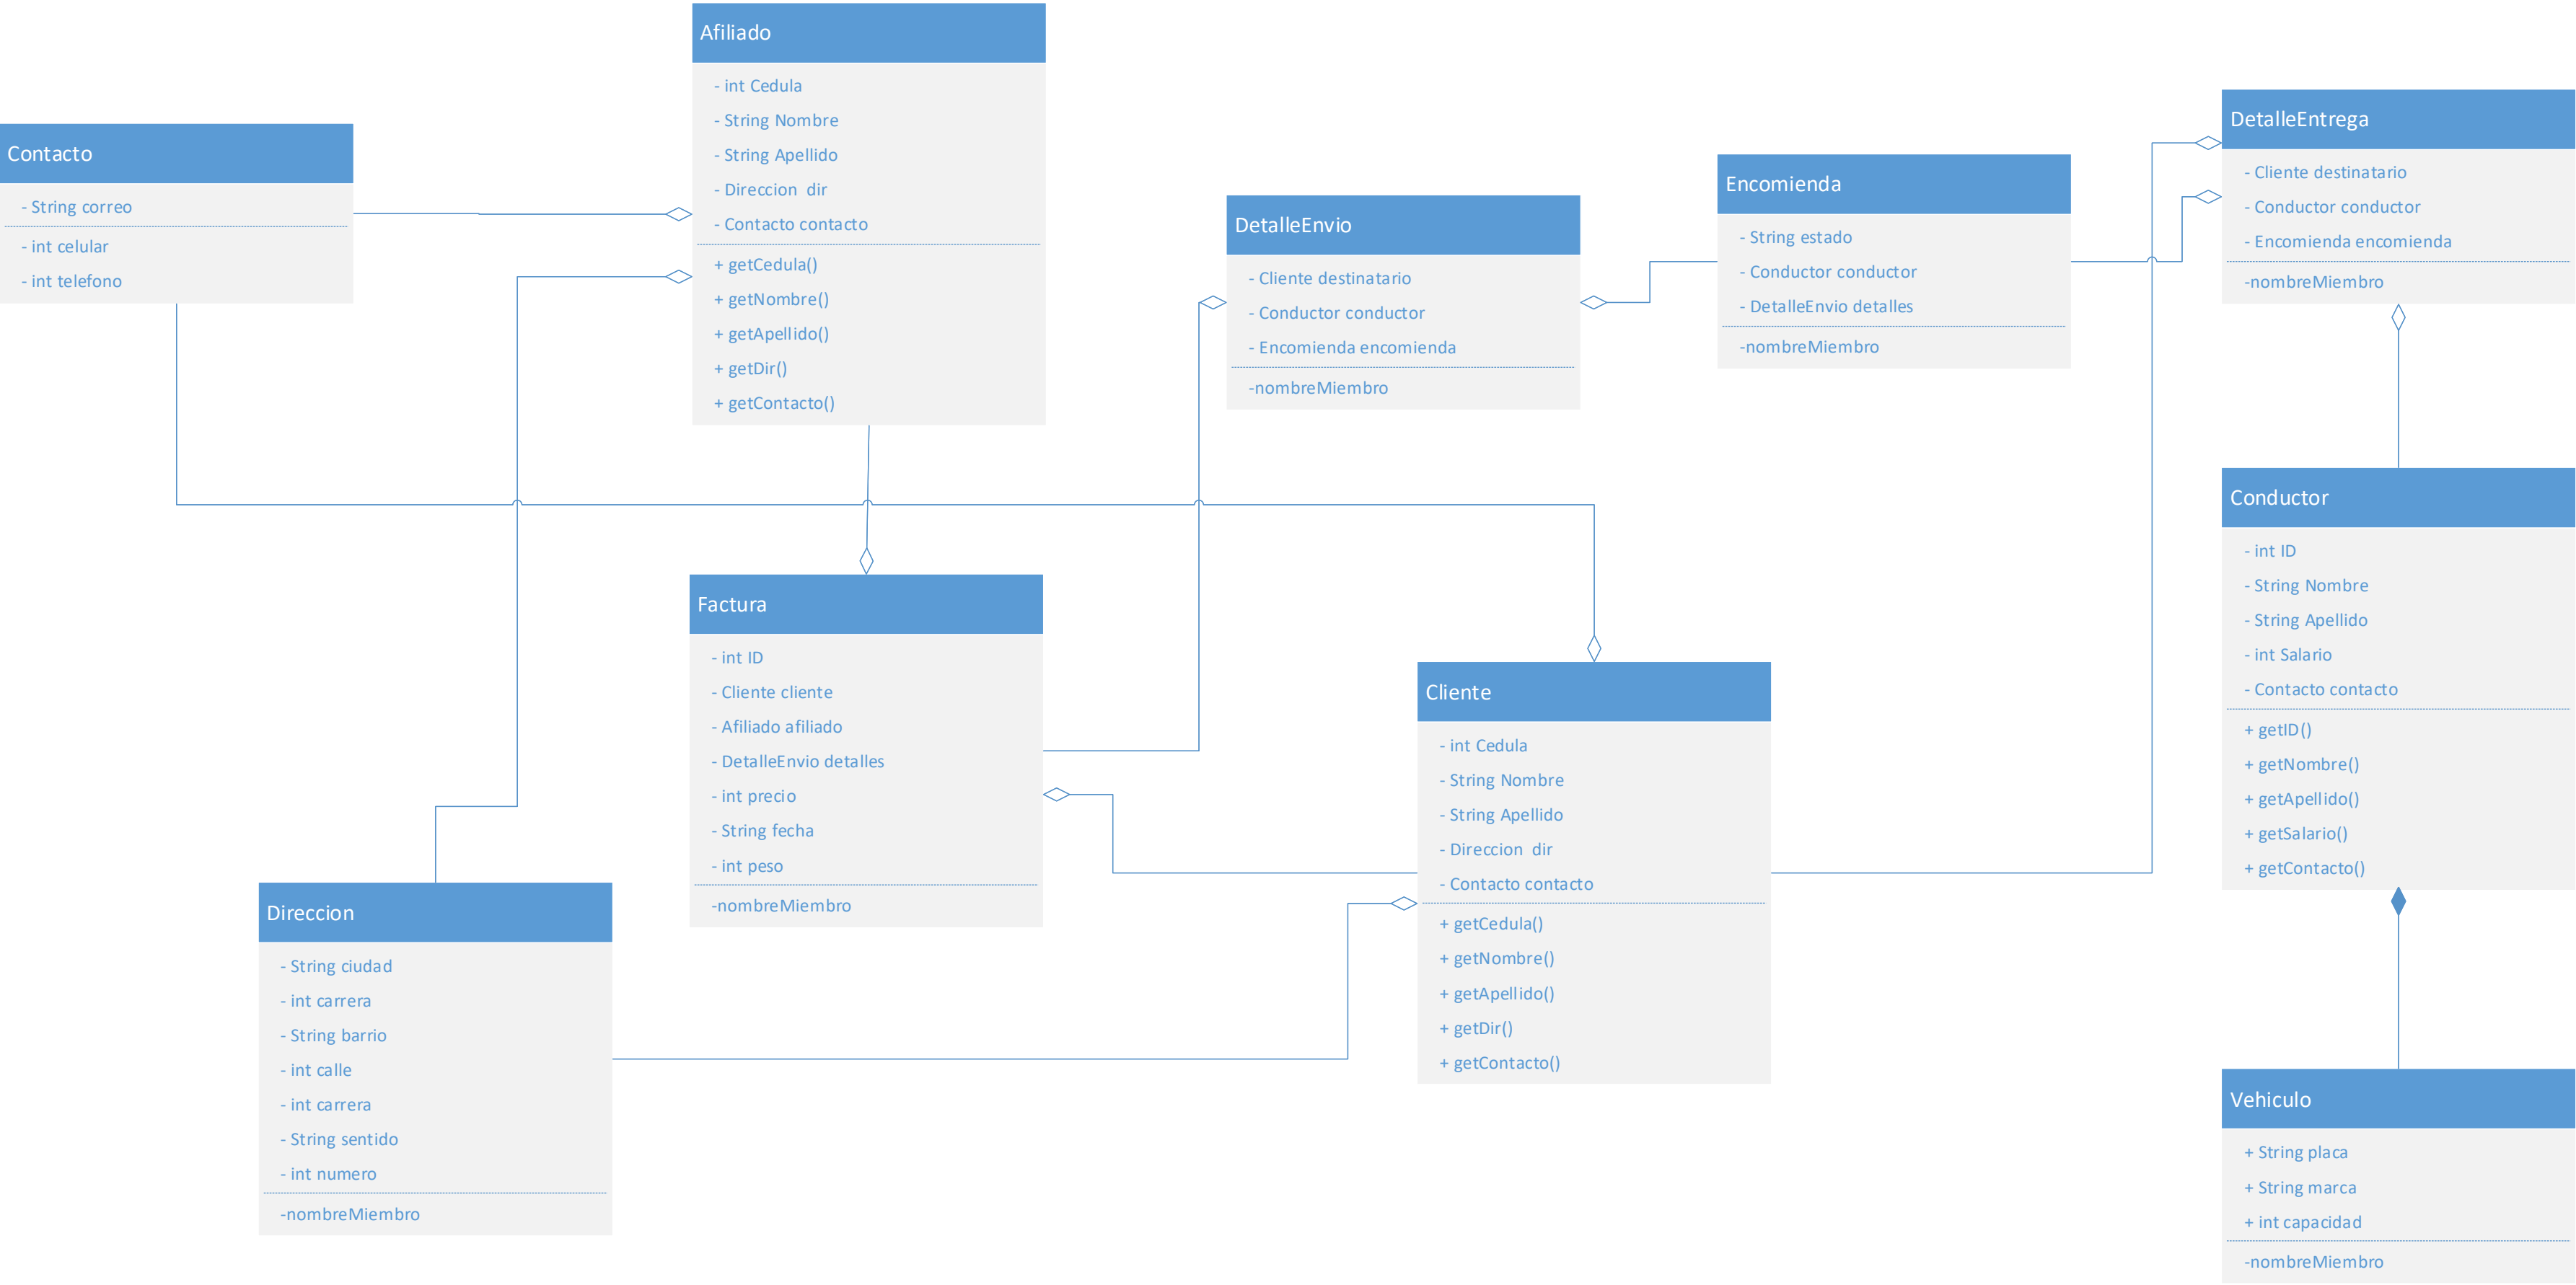 Afiliado
- int Cedula
- String Nombre
- String Apellido
- Direccion  dir
- Contacto contacto
+ getCedula()
+ getNombre()
+ getApellido()
+ getDir()
+ getContacto()
Contacto
- String correo
- int celular
- int telefono
DetalleEnvio
- Cliente destinatario
- Conductor conductor
- Encomienda encomienda
-nombreMiembro
Encomienda
- String estado
- Conductor conductor
- DetalleEnvio detalles
-nombreMiembro
DetalleEntrega
- Cliente destinatario
- Conductor conductor
- Encomienda encomienda
-nombreMiembro
Conductor
- int ID
- String Nombre
- String Apellido
- int Salario
- Contacto contacto
+ getID()
+ getNombre()
+ getApellido()
+ getSalario()
+ getContacto()
Factura
- int ID
- Cliente cliente
- Afiliado afiliado
- DetalleEnvio detalles
- int precio
- String fecha
- int peso
-nombreMiembro
Cliente
- int Cedula
- String Nombre
- String Apellido
- Direccion  dir
- Contacto contacto
+ getCedula()
+ getNombre()
+ getApellido()
+ getDir()
+ getContacto()
Direccion
- String ciudad
- int carrera
- String barrio
- int calle
- int carrera
- String sentido
- int numero
-nombreMiembro
Vehiculo
+ String placa
+ String marca
+ int capacidad
-nombreMiembro